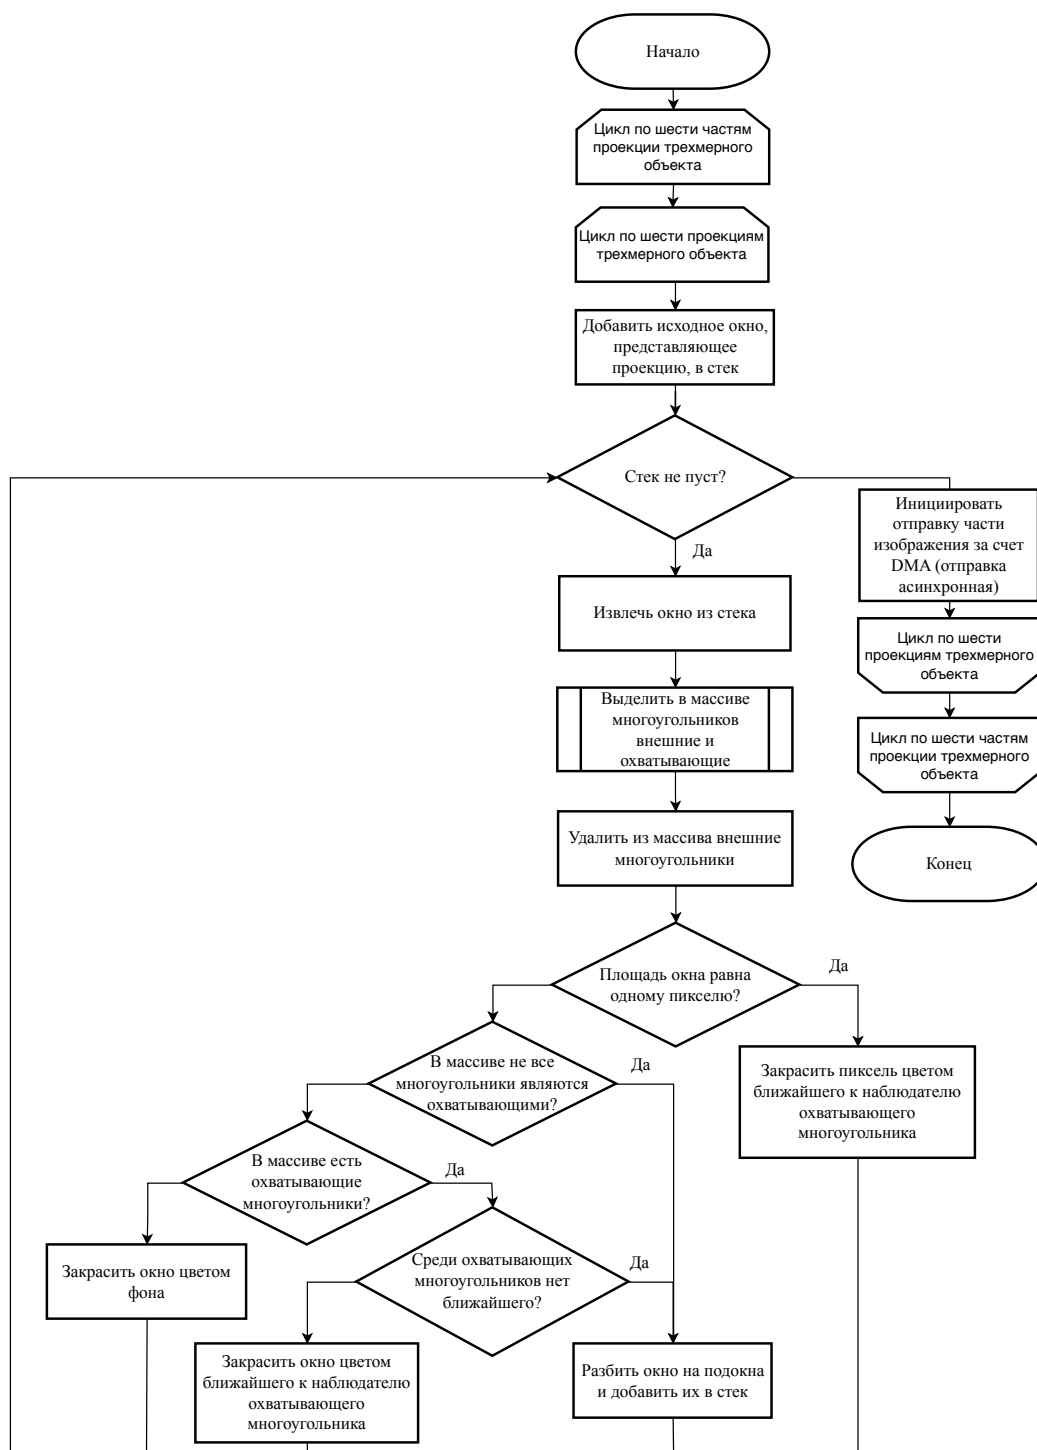 Начало
Цикл по шести частям
проекции трехмерного
объекта
Цикл по шести проекциям
трехмерного объекта
Добавить исходное окно,
представляющее
проекцию, в стек
Стек не пуст?
Да
Инициировать
отправку части
изображения за счет
DMA (отправка
асинхронная)
Извлечь окно из стека
Цикл по шести
проекциям трехмерного
объекта
Выделить в массиве
многоугольников
внешние и
охватывающие
Цикл по шести частям
проекции трехмерного
объекта
Удалить из массива внешние
многоугольники
Конец
Площадь окна равна
одному пикселю?
Да
В массиве не все
многоугольники являются
охватывающими?
Да
Закрасить пиксель цветом
ближайшего к наблюдателю
охватывающего
многоугольника
В массиве есть
охватывающие
многоугольники?
Да
Среди охватывающих
многоугольников нет
ближайшего?
Да
Закрасить окно цветом
фона
Закрасить окно цветом
ближайшего к наблюдателю
охватывающего
многоугольника
Разбить окно на подокна
и добавить их в стек